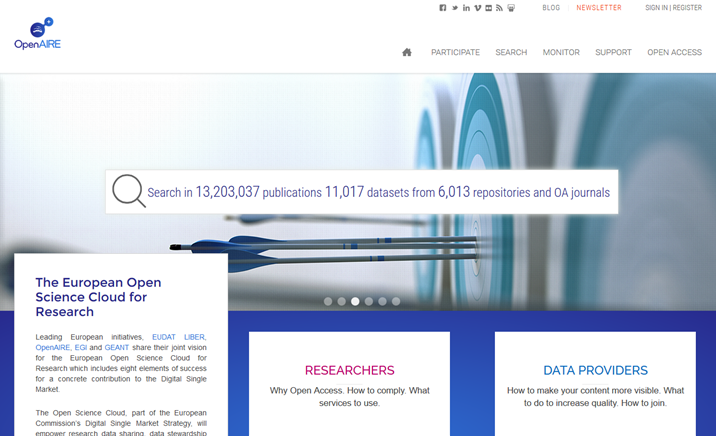 BLOG NEWSLETTER SIGN IN | REGISTER
OpenAIRE
PARTICIPATE SEARCH MONITOR SUPPORT OPEN ACCESS
Search in 13,203,037 publications 11,017 datasets from 6,013 repositories and OA journals
The European Open
Science Cloud for
Research
Leading European initiatives, EUDAT LIBER,
OpenAIRE, EGI and GEANT share their joint vision
for the European Open Science Cloud for
Research which includes eight elements of success
for a concrete contribution to the Digital Single
Market.
The Open Science Cloud, part of the European
Commission's Digital Single Market Strategy, will
empower research data sharing, data stewardship
RESEARCHERS
Why Open Access. How to comply. What
services to use.
DATA PROVIDERS
How to make your content more visible. What
to do to increase quality. How to join.